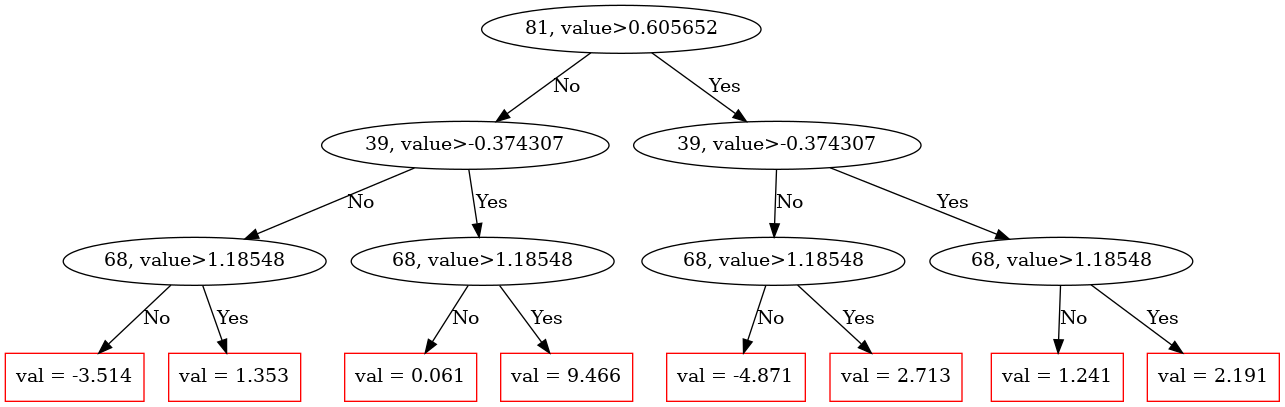 81, value>0.605652
No
Yes
39, value>-0.374307
39, value>-0.374307
No
Yes
No
Yes
68, value>1.18548
68, value>1.18548
68, value>1.18548
68, value>1.18548
No
Yes
No
Yes
No
Yes
No
Yes
val = -3.514
val = 1.353
val = 0.061
val = 9.466
val = -4.871
val = 2.713
val = 1.241
val = 2.191